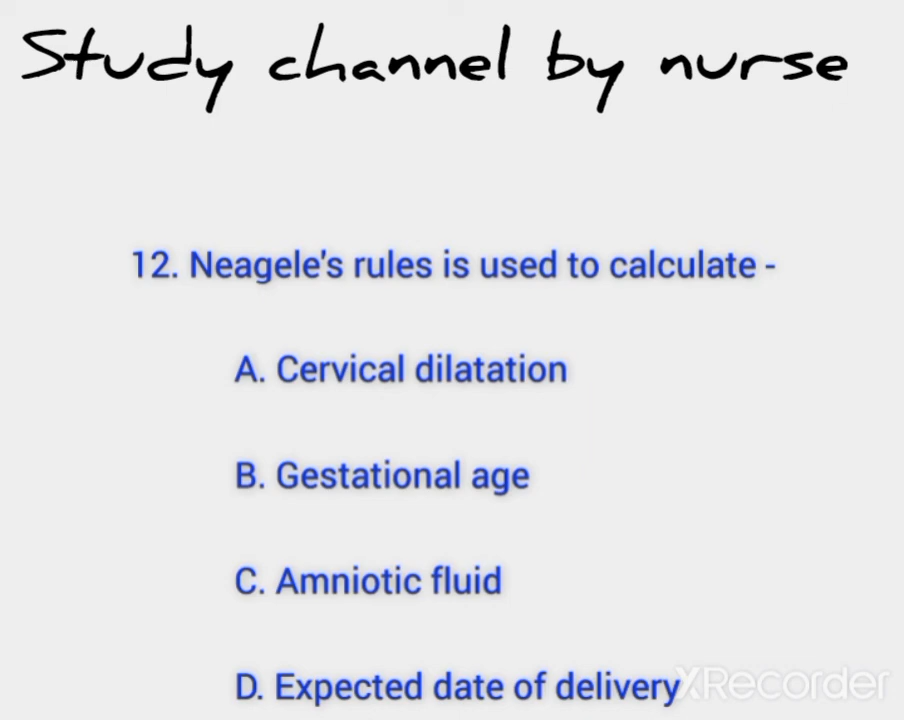 Study channel by nurse
12. Neagele's rules is used to calculate -
A. Cervical dilatation
B. Gestational age
C. Amniotic fluid
D. Expected date of delivery
XRecorder